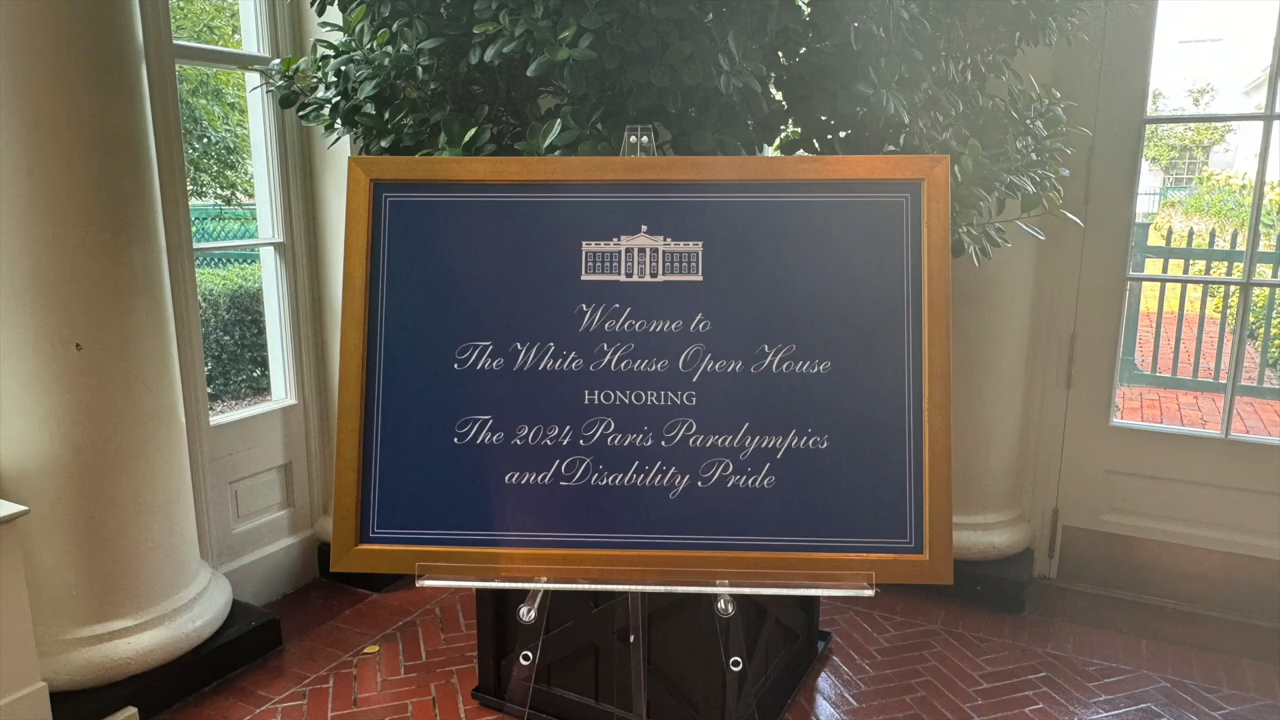 Welcome to
The White House Open House
HONORING
The 2024 Paris Paralympics
and Disability Pride